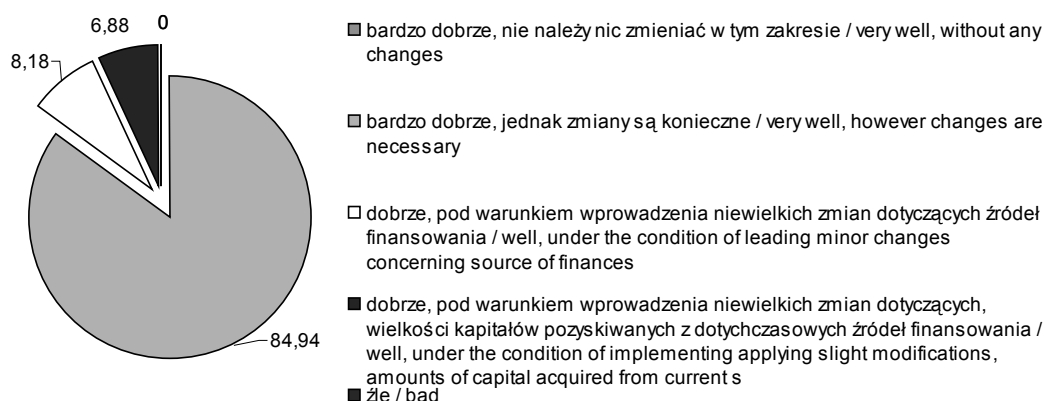 6,88
0
8,18
84,94
bardzo dobrze, nie należy nic zmieniać w tym zakresie / very well, without any
changes
bardzo dobrze, jednak zmiany są konieczne / very well, however changes are
necessary
dobrze, pod warunkiem wprowadzenia niewielkich zmian dotyczących źródeł
finansowania / well, under the condition of leading minor changes
concerning source of finances
dobrze, pod warunkiem wprowadzenia niewielkich zmian dotyczących,
wielkości kapitałów pozyskiwanych z dotychczasowych źródeł finansowania /
well, under the condition of implementing applying slight modifications,
amounts of capital acquired from current s
źle / bad